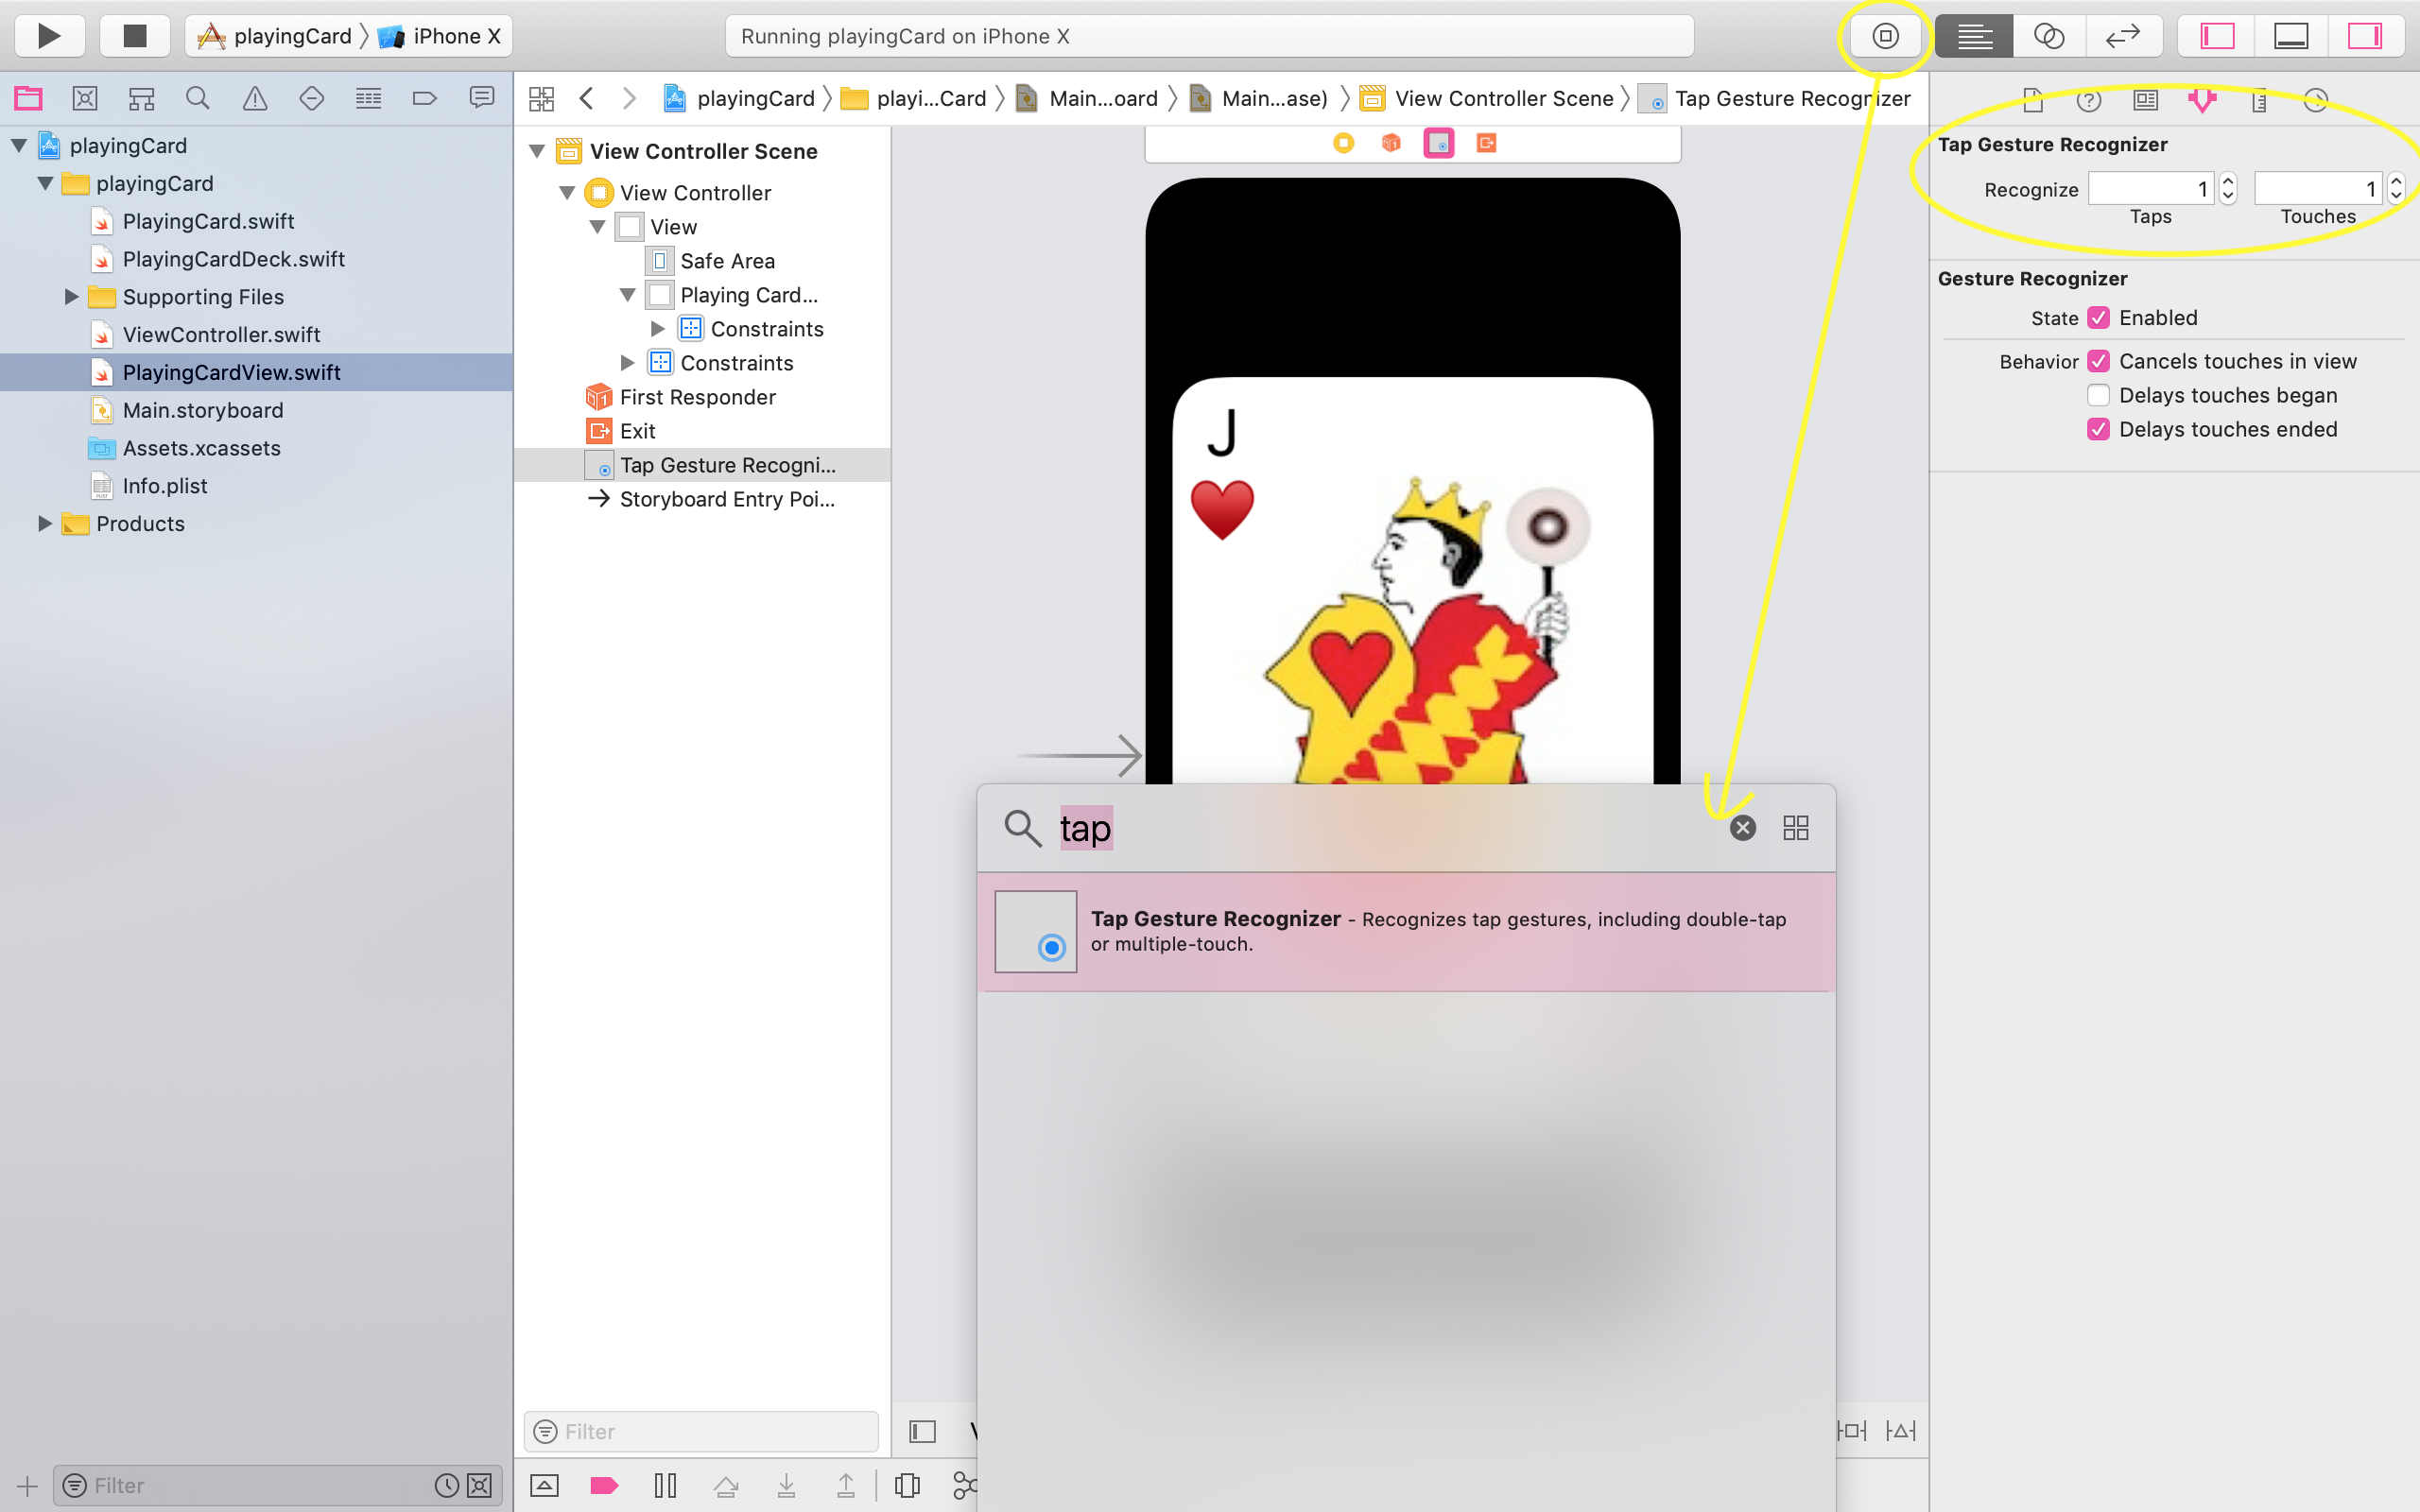 playingCard
iPhone X
Running playingCard on iPhone X
playingCard
playi...Card
Main...oard
Main...ase)
View Controller Scene
Tap Gesture Recognizer
playingCard
playingCard
PlayingCard.swift
PlayingCardDeck.swift
Supporting Files
ViewController.swift
PlayingCardView.swift
Main.storyboard
Assets.xcassets
Info.plist
Products
Filter
View Controller Scene
View Controller
View
Safe Area
Playing Card...
Constraints
Constraints
First Responder
Exit
Tap Gesture Recogni...
Storyboard Entry Poi...
Filter
J
tap
Tap Gesture Recognizer - Recognizes tap gestures, including double-tap
or multiple-touch.
Tap Gesture Recognizer
Recognize 1 1
Taps Touches
Gesture Recognizer
State Enabled
Behavior Cancels touches in view
Delays touches began
Delays touches ended